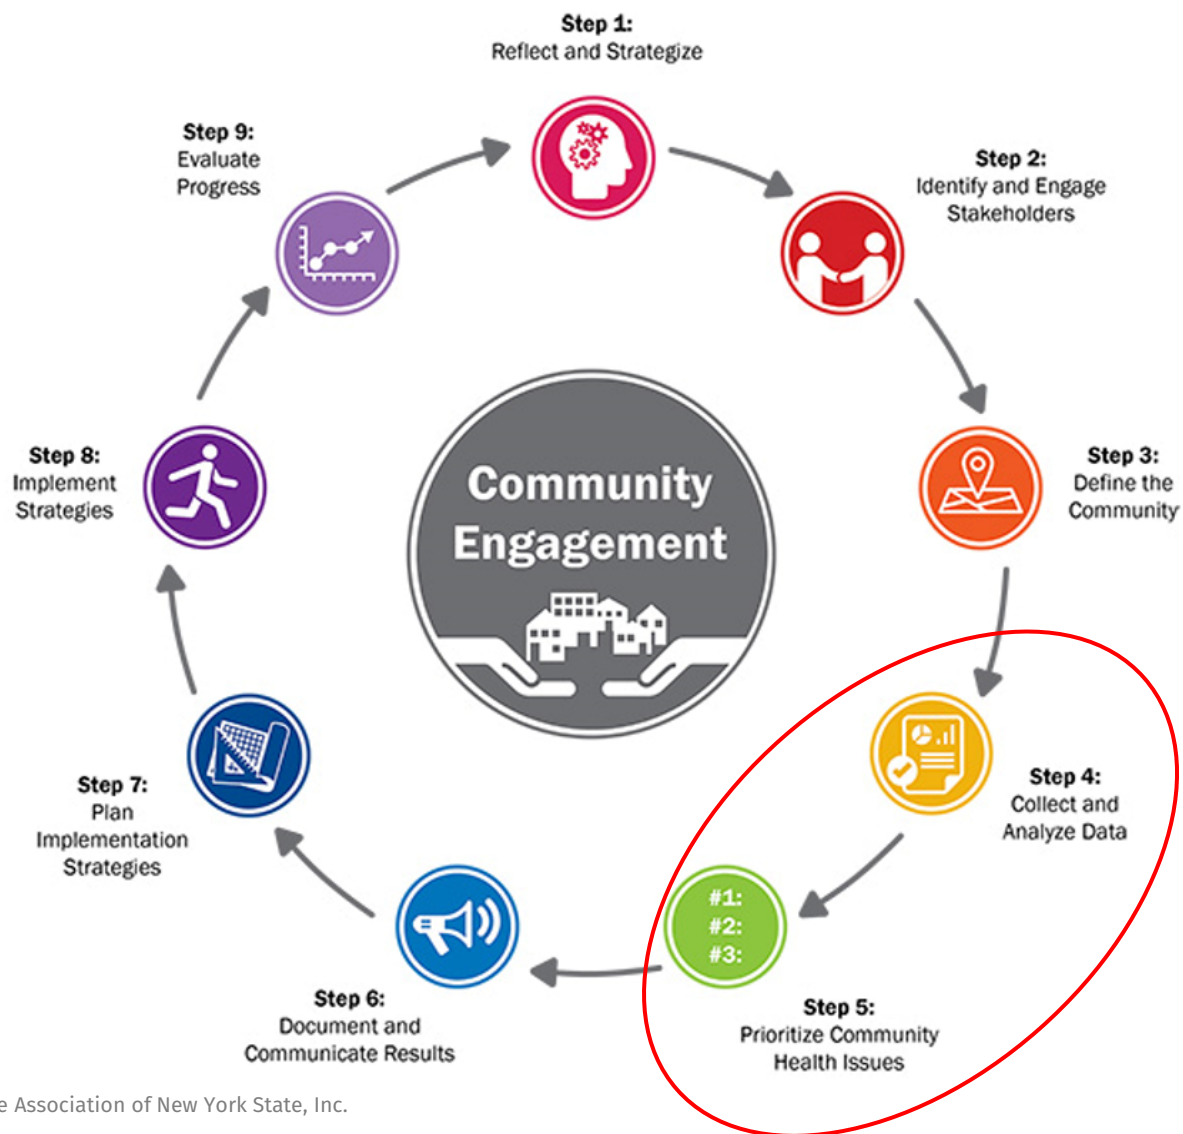 Step 1:
Reflect and Strategize
Step 2:
Identify and Engage
Stakeholders
Step 3:
Define the
Community
Step 4:
Collect and
Analyze Data
#1:
#2:
#3:
Step 5:
Prioritize Community
Health Issues
Step 6:
Document and
Communicate Results
Step 7:
Plan
Implementation
Strategies
Step 8:
Implement
Strategies
Step 9:
Evaluate
Progress
Community
Engagement
Association of New York State, Inc.